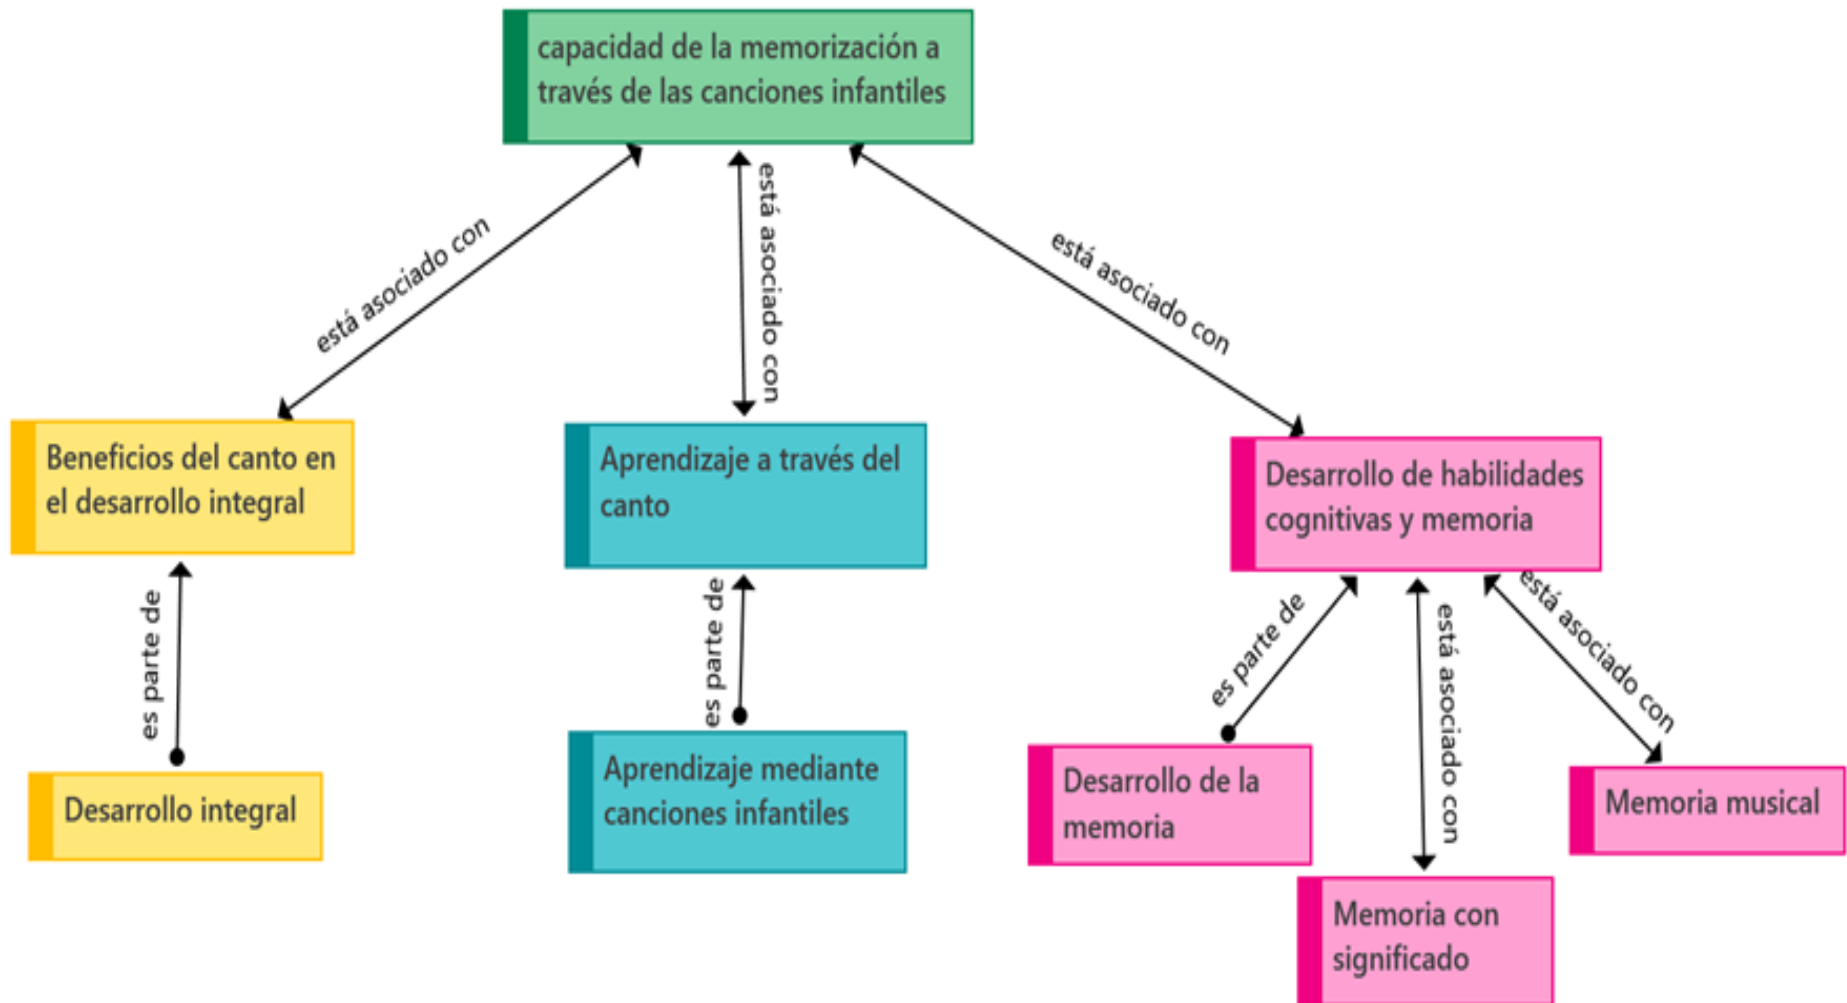 capacidad de la memorización a
través de las canciones infantiles
está asociado con
está asociado con
está asociado con
Beneficios del canto en
el desarrollo integral
Aprendizaje a través del
canto
Desarrollo de habilidades
cognitivas y memoria
es parte de
es parte de
es parte de
está asociado con
está asociado con
Desarrollo integral
Aprendizaje mediante
canciones infantiles
Desarrollo de la
memoria
Memoria con
significado
Memoria musical